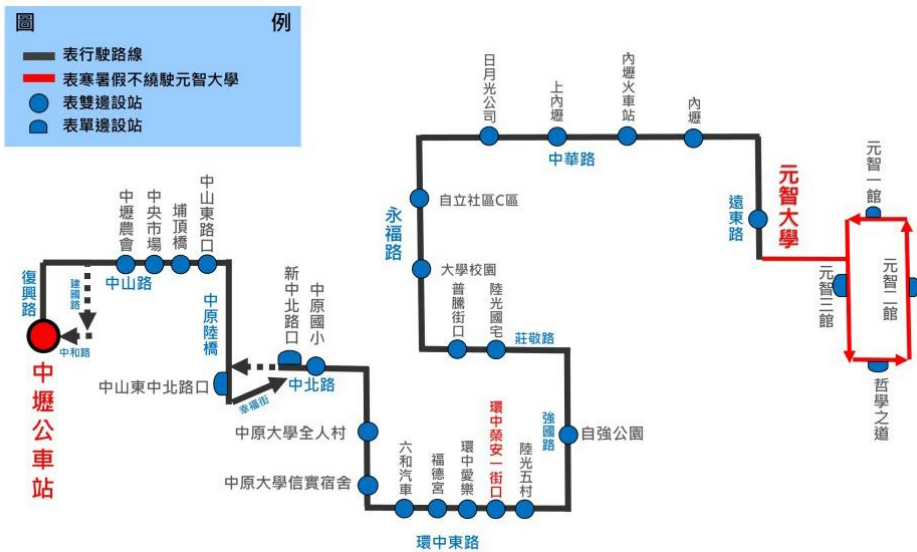 圖 例
表行駛路線
表寒暑假不繞駛元智大學
表雙邊設站
表單邊設站
日月光公司
上內壢
內壢火車站
內壢
中華路
元智大學
元智一館
遠東路
元智三館
元智二館
哲學之道
自立社區C區
永福路
大學校園
普騰街口
陸光國宅
莊敬路
中壢農會
中央市場
埔頂橋
中山東路口
復興路
建國路
中山路
中和路
中原陸橋
新中北路口
中原國小
中壢公車站
中山東中北路口
中北路
幸福街
中原大學全人村
中原大學信實宿舍
六和汽車
福德宮
環中愛樂
環中榮安一街口
陸光五村
強國路
自強公園
環中東路